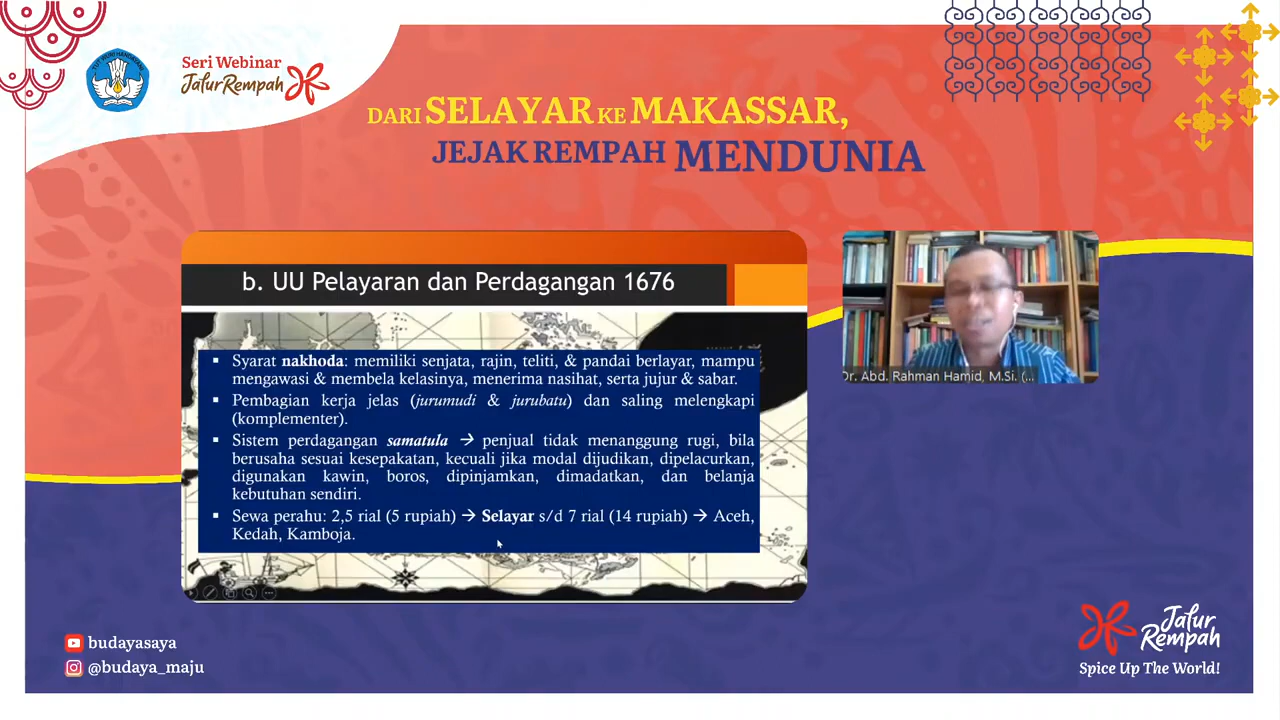 Seri Webinar
Jalur Rempah
DARI SELAYAR KE MAKASSAR,
JEJAK REMPAH MENDUNIA
b. UU Pelayaran dan Perdagangan 1676
▪ Syarat nakhoda: memiliki senjata, rajin, teliti, & pandai berlayar, mampu
mengawasi & membela kelasinya, menerima nasihat, serta jujur & sabar.
▪ Pembagian kerja jelas (jurumudi & jurubatu) dan saling melengkapi
(komplementer).
▪ Sistem perdagangan samatula → penjual tidak menanggung rugi, bila
berusaha sesuai kesepakatan, kecuali jika modal dijudikan, dipelacurkan,
digunakan kawin, boros, dipinjamkan, dimadatkan, dan belanja
kebutuhan sendiri.
▪ Sewa perahu: 2,5 rial (5 rupiah) → Selayar s/d 7 rial (14 rupiah) → Aceh,
Kedah, Kamboja.
Dr. Abd. Rahman Hamid, M.Si. (...
budayasaya
@budaya_maju
Jalur
Rempah
Spice Up The World!